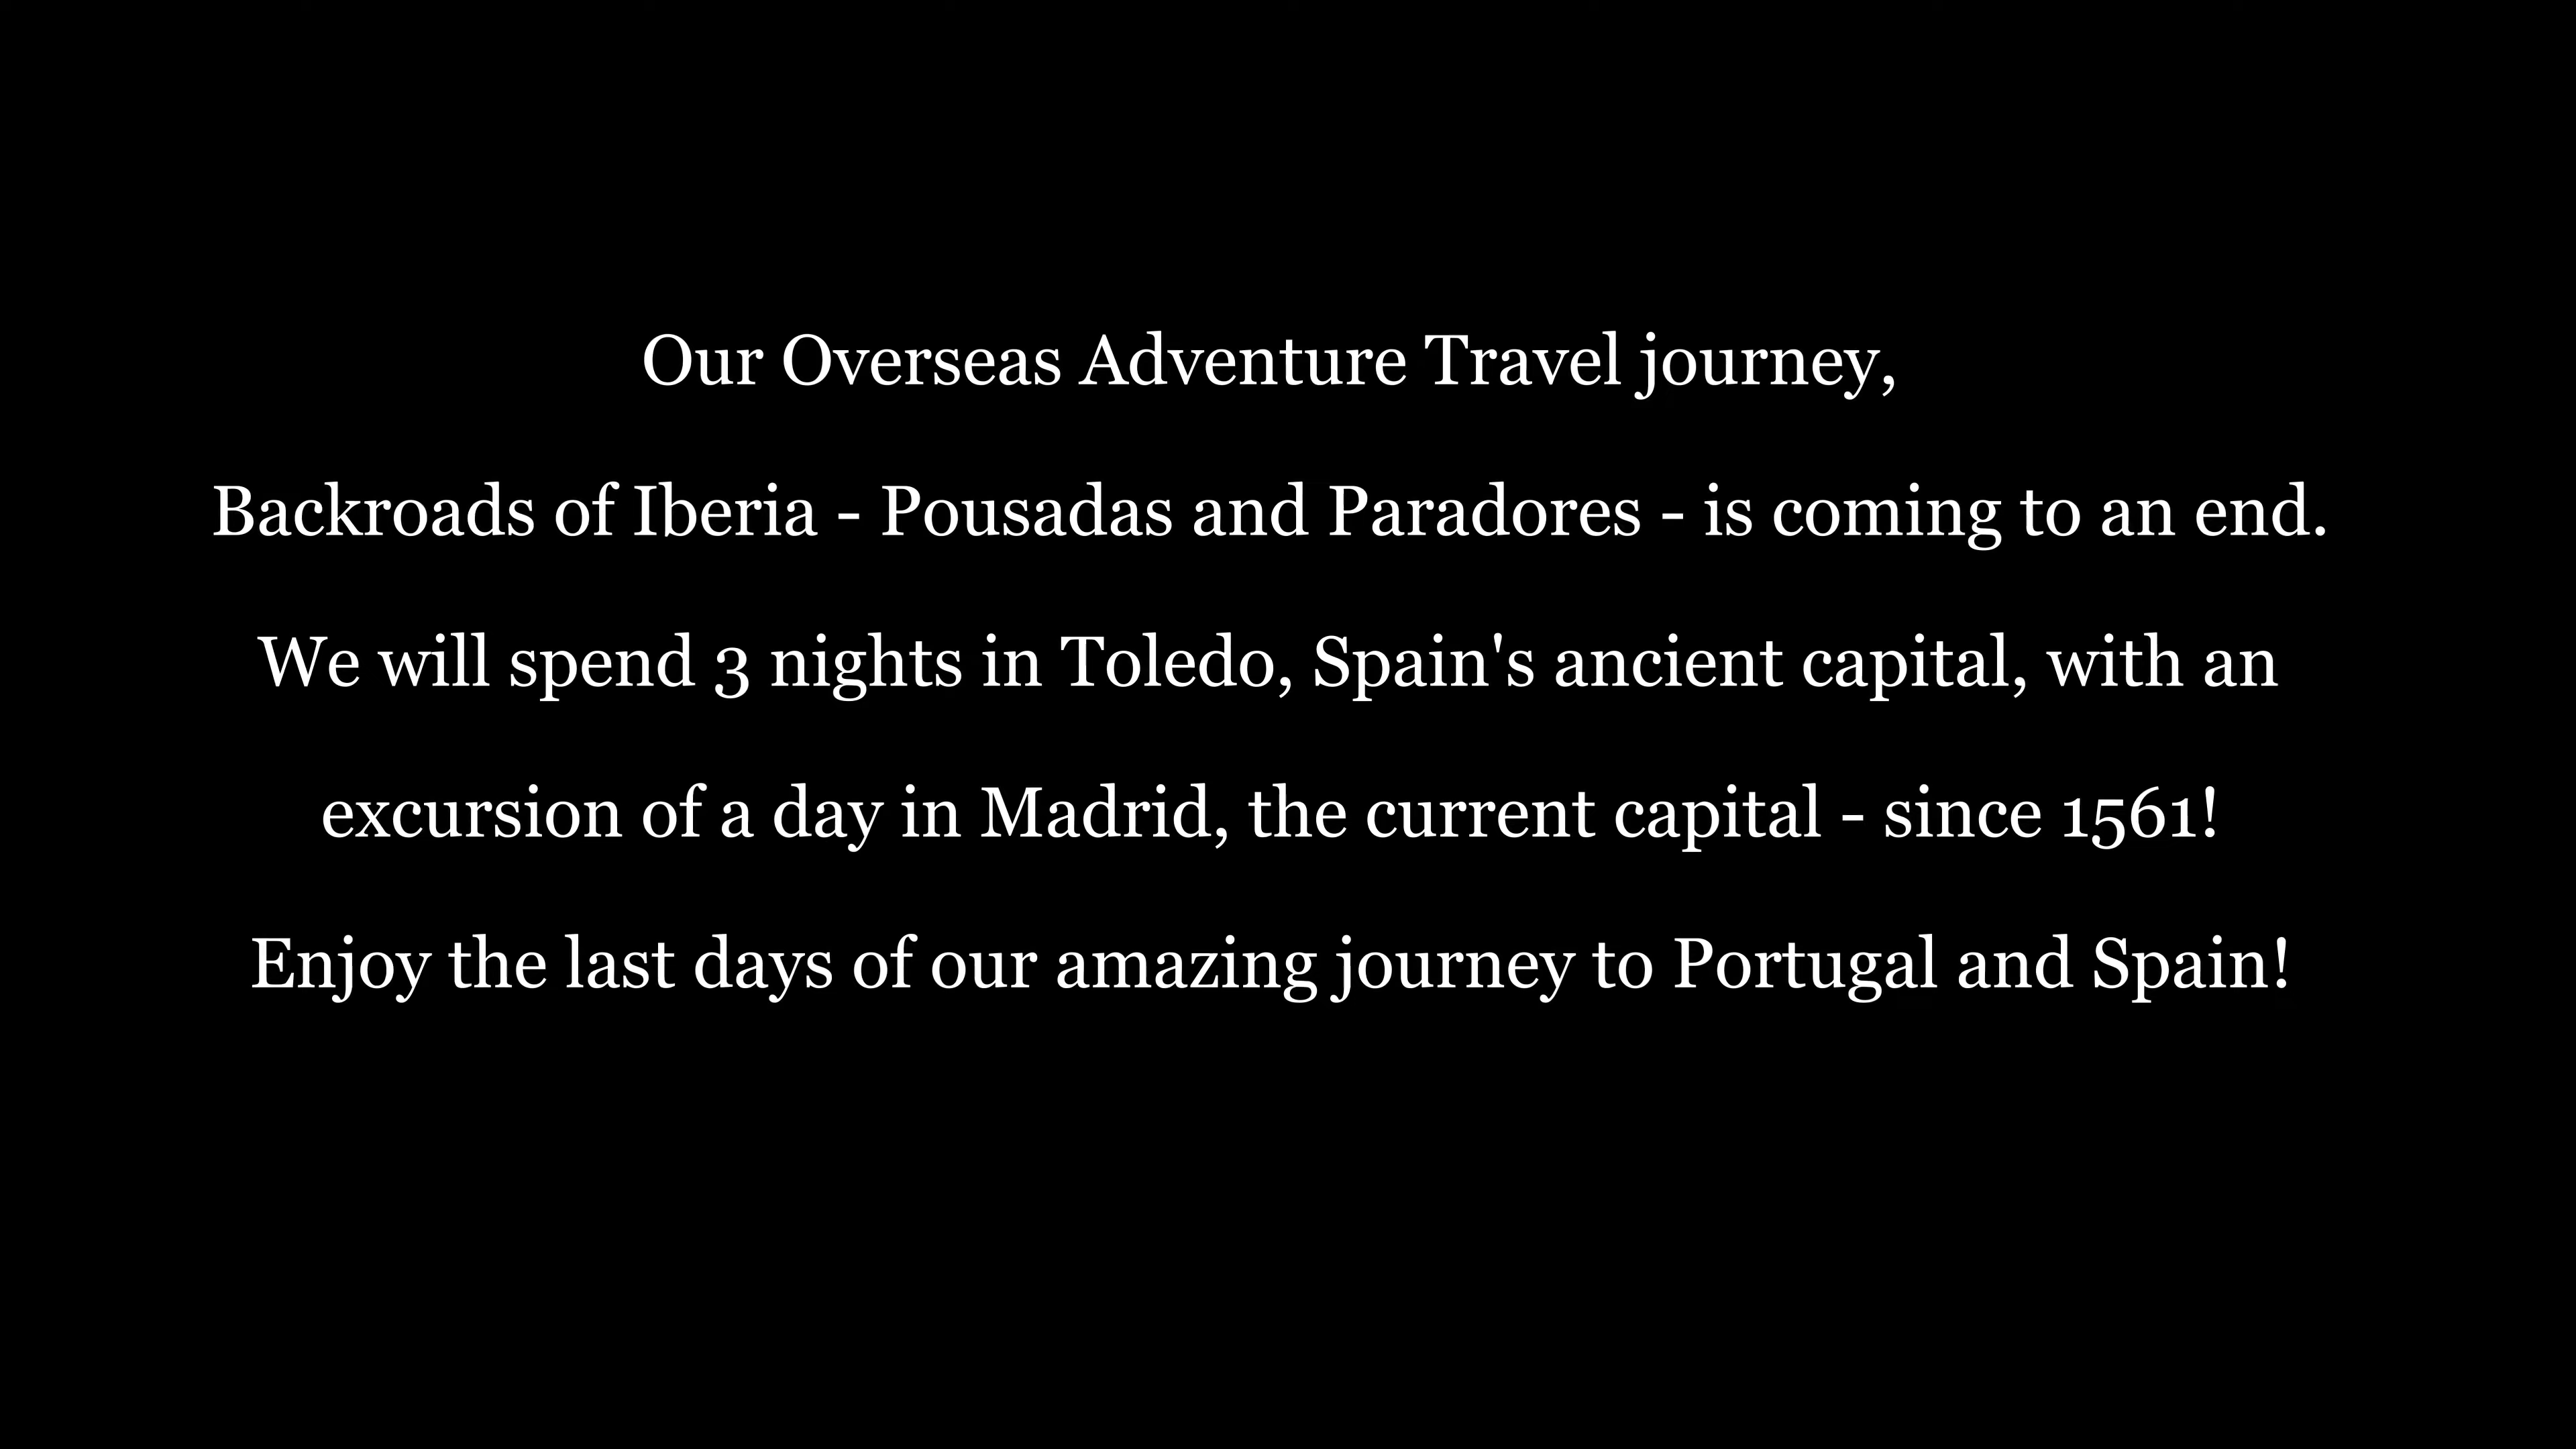 Our Overseas Adventure Travel journey,
Backroads of Iberia - Pousadas and Paradores - is coming to an end.
We will spend 3 nights in Toledo, Spain's ancient capital, with an
excursion of a day in Madrid, the current capital - since 1561!
Enjoy the last days of our amazing journey to Portugal and Spain!